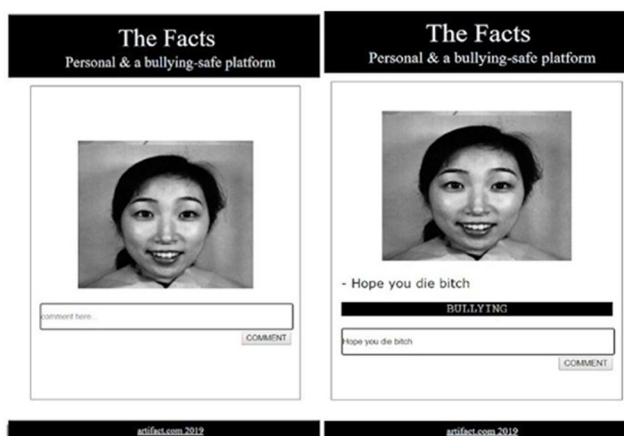 The Facts
Personal & a bullying-safe platform
comment here...
COMMENT
artifact.com 2019
The Facts
Personal & a bullying-safe platform
- Hope you die bitch
BULLYING
Hope you die bitch
COMMENT
artifact.com 2019